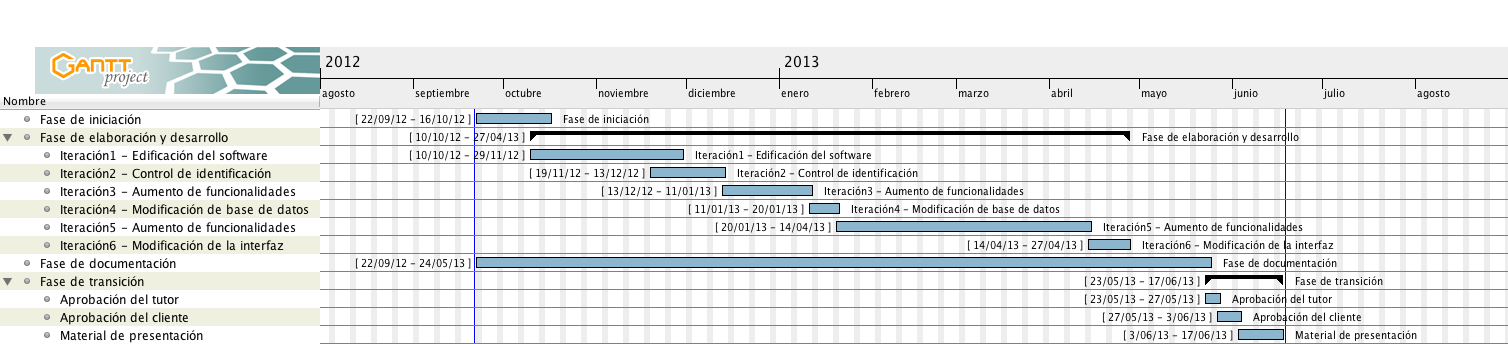 GANTT project
2012 2013
Nombre agosto septiembre octubre noviembre diciembre enero febrero marzo abril mayo junio julio agosto
Fase de iniciación [ 22/09/12 - 16/10/12 ] Fase de iniciación
Fase de elaboración y desarrollo [ 10/10/12 - 27/04/13 ] Fase de elaboración y desarrollo
Iteración1 - Edificación del software [ 10/10/12 - 29/11/12 ] Iteración1 - Edificación del software
Iteración2 - Control de identificación [ 19/11/12 - 13/12/12 ] Iteración2 - Control de identificación
Iteración3 - Aumento de funcionalidades [ 13/12/12 - 11/01/13 ] Iteración3 - Aumento de funcionalidades
Iteración4 - Modificación de base de datos [ 11/01/13 - 20/01/13 ] Iteración4 - Modificación de base de datos
Iteración5 - Aumento de funcionalidades [ 20/01/13 - 14/04/13 ] Iteración5 - Aumento de funcionalidades
Iteración6 - Modificación de la interfaz [ 14/04/13 - 27/04/13 ] Iteración6 - Modificación de la interfaz
Fase de documentación [ 22/09/12 - 24/05/13 ] Fase de documentación
Fase de transición [ 23/05/13 - 17/06/13 ] Fase de transición
Aprobación del tutor [ 23/05/13 - 27/05/13 ] Aprobación del tutor
Aprobación del cliente [ 27/05/13 - 3/06/13 ] Aprobación del cliente
Material de presentación [ 3/06/13 - 17/06/13 ] Material de presentación